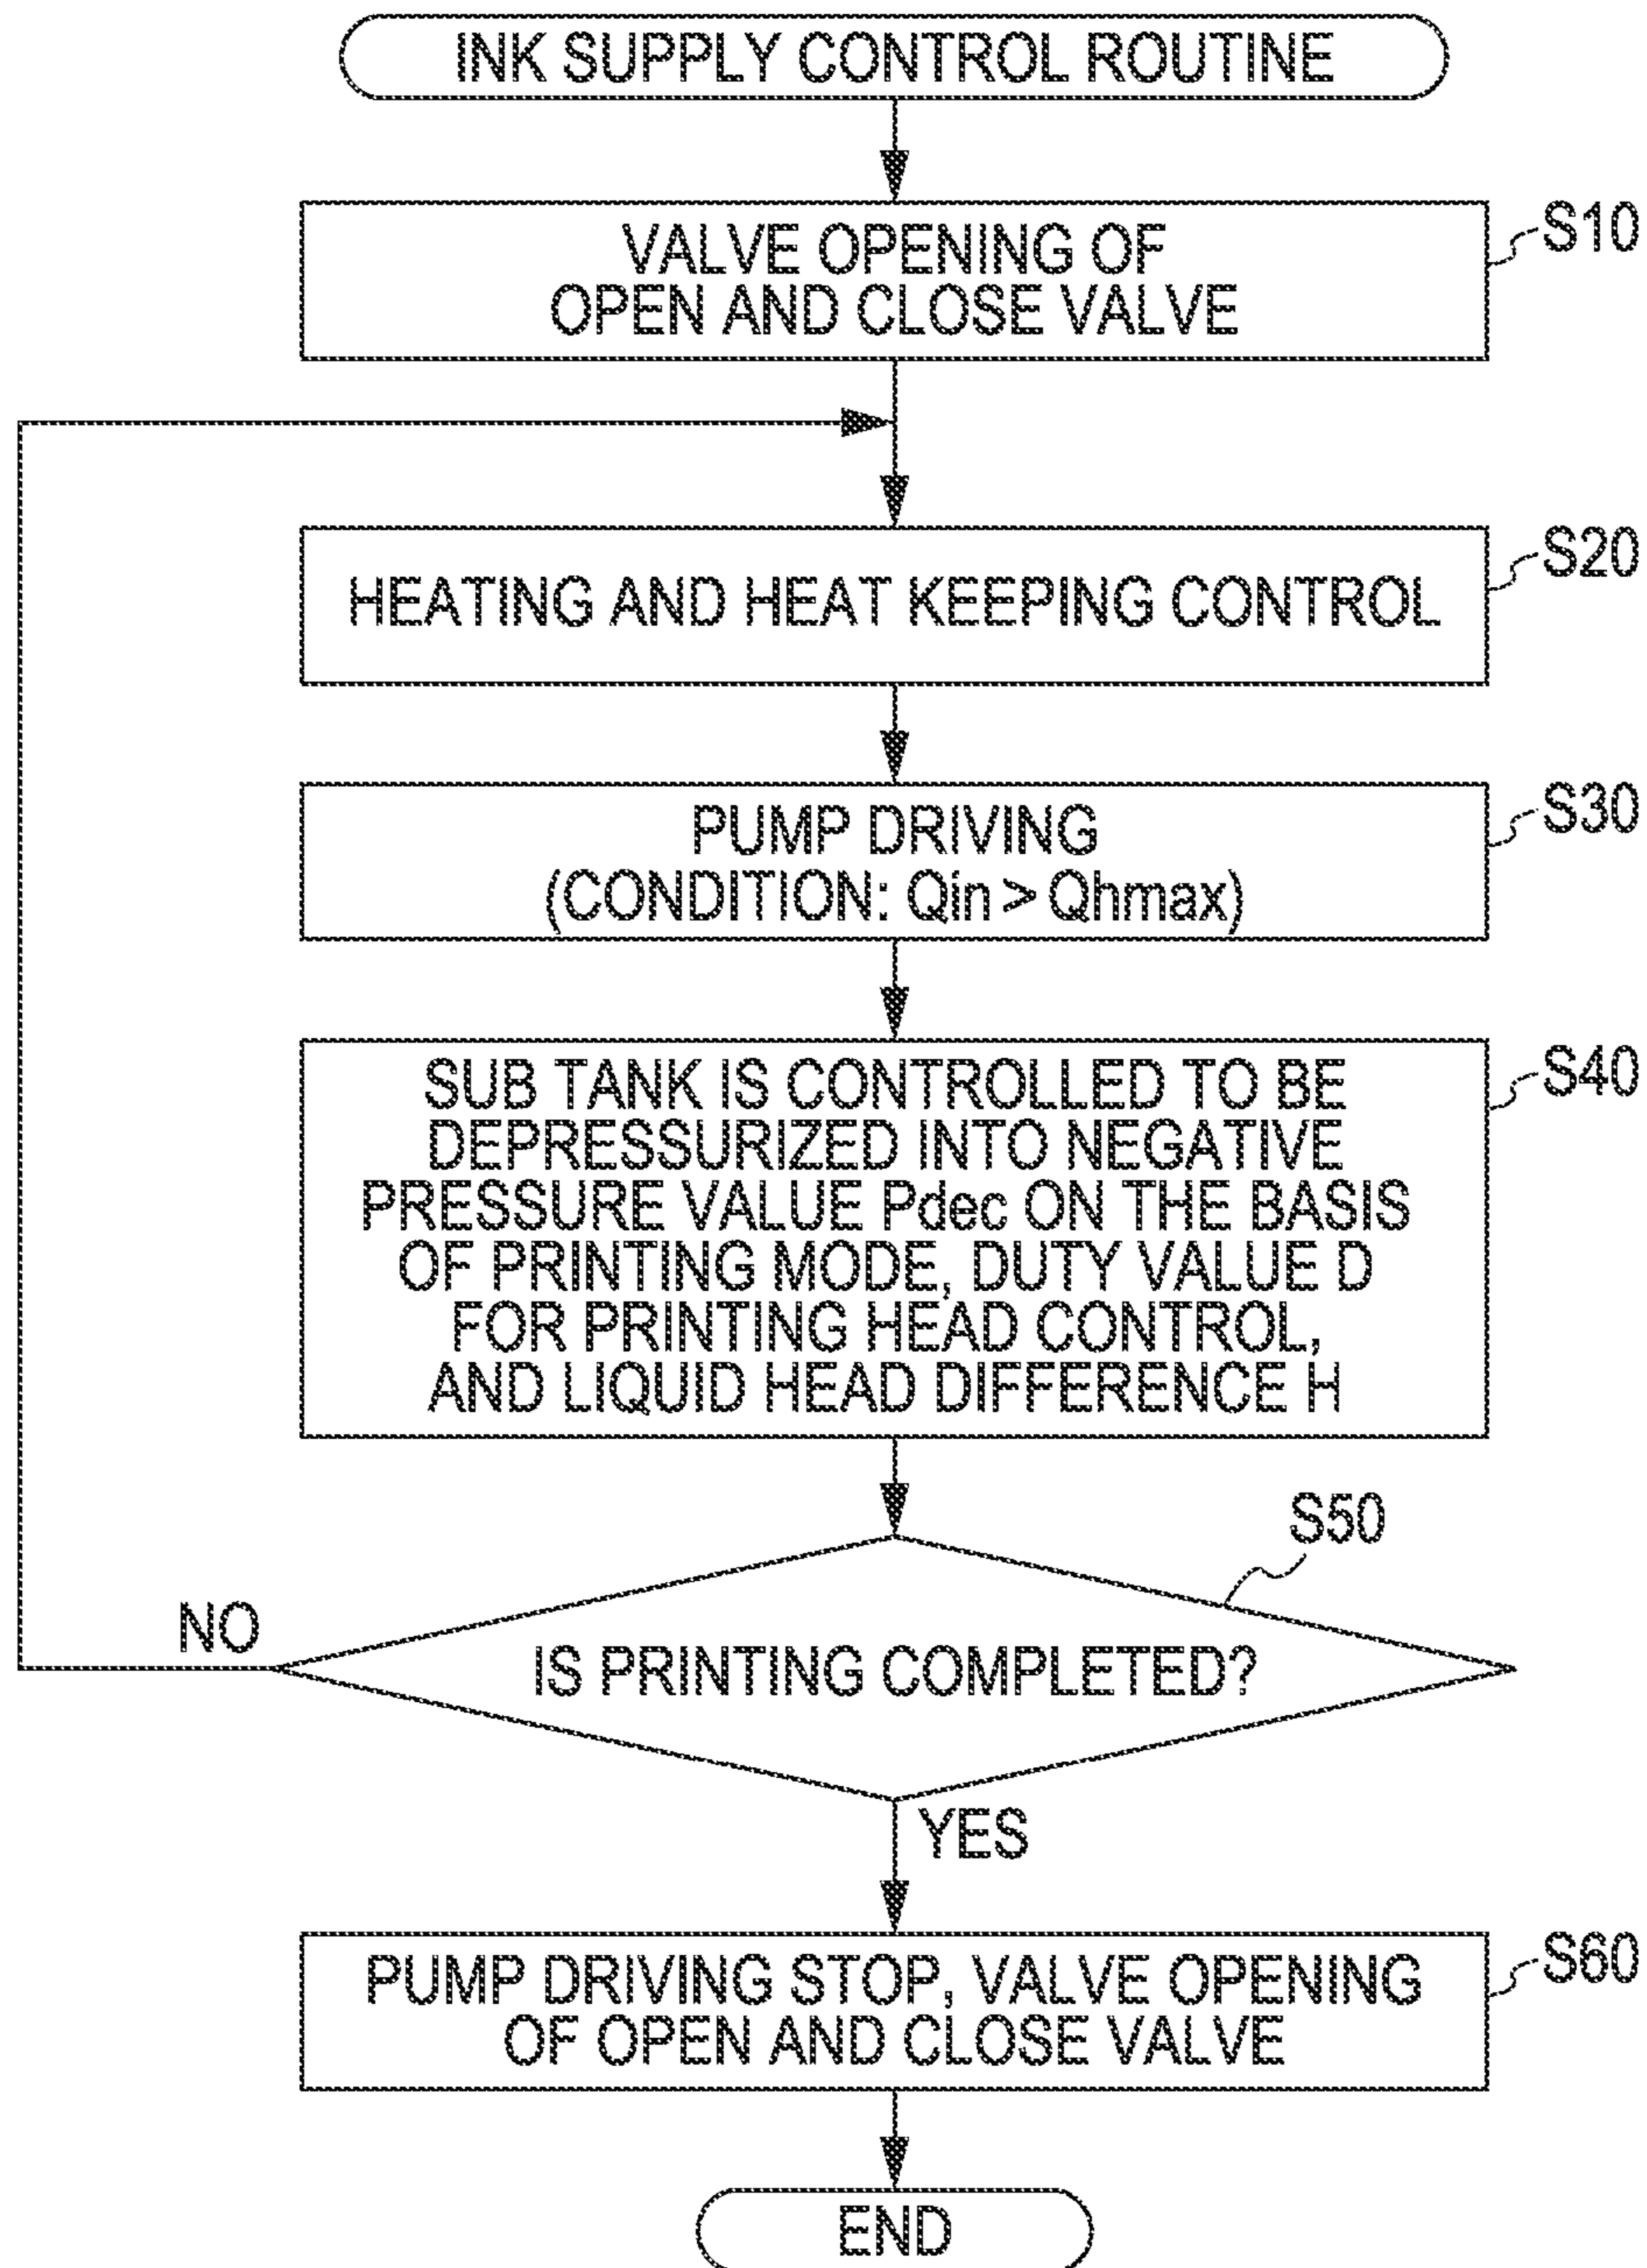 INK SUPPLY CONTROL ROUTINE
VALVE OPENING OF
OPEN AND CLOSE VALVE
S10
HEATING AND HEAT KEEPING CONTROL
S20
PUMP DRIVING
(CONDITION: Qin > Qhmax)
S30
SUB TANK IS CONTROLLED TO BE
DEPRESSURIZED INTO NEGATIVE
PRESSURE VALUE Pdec ON THE BASIS
OF PRINTING MODE, DUTY VALUE D
FOR PRINTING HEAD CONTROL,
AND LIQUID HEAD DIFFERENCE H
S40
S50
NO
IS PRINTING COMPLETED?
YES
PUMP DRIVING STOP, VALVE OPENING
OF OPEN AND CLOSE VALVE
S60
END